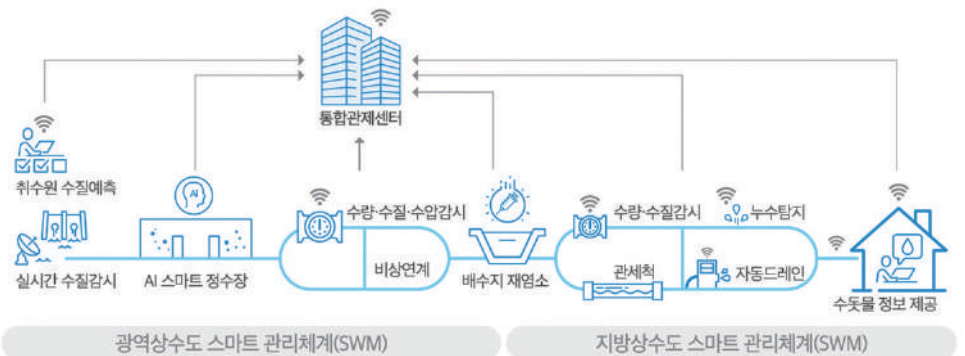 통합관제센터
취수원 수질예측
실시간 수질감시
AI
AI 스마트 정수장
수량·수질·수압감시
비상연계
배수지 재염소
수량·수질감시
누수탐지
관세척
자동드레인
수돗물 정보 제공
광역상수도 스마트 관리체계(SWM)
지방상수도 스마트 관리체계(SWM)